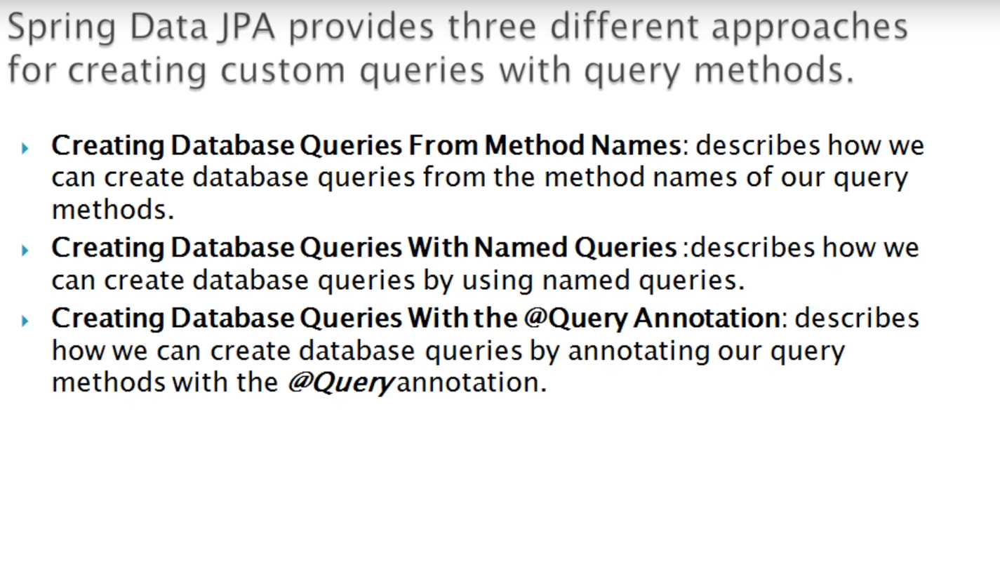 Spring Data JPA provides three different approaches
for creating custom queries with query methods.
Creating Database Queries From Method Names: describes how we
can create database queries from the method names of our query
methods.
Creating Database Queries With Named Queries :describes how we
can create database queries by using named queries.
Creating Database Queries With the @Query Annotation: describes
how we can create database queries by annotating our query
methods with the @Query annotation.